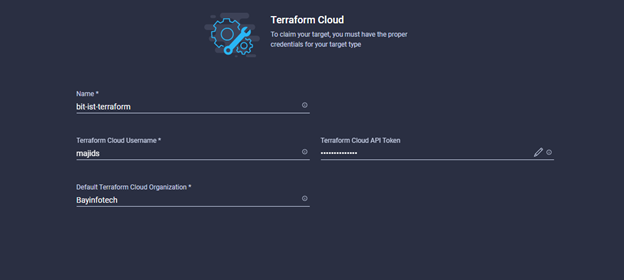 Terraform Cloud
To claim your target, you must have the proper
credentials for your target type
Name *
bit-ist-terraform
Terraform Cloud Username *
majids
Terraform Cloud API Token
••••••••••••••
Default Terraform Cloud Organization *
Bayinfotech